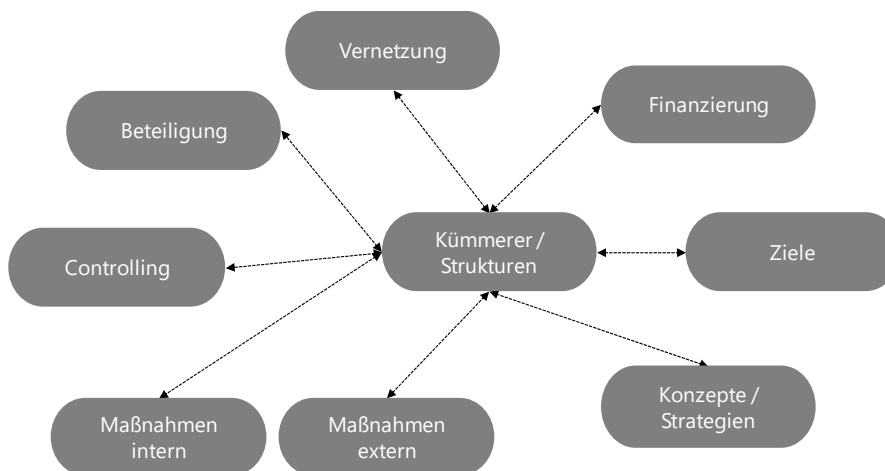 Vernetzung
Finanzierung
Beteiligung
Kümmerer /
Strukturen
Ziele
Controlling
Konzepte /
Strategien
Maßnahmen
intern
Maßnahmen
extern